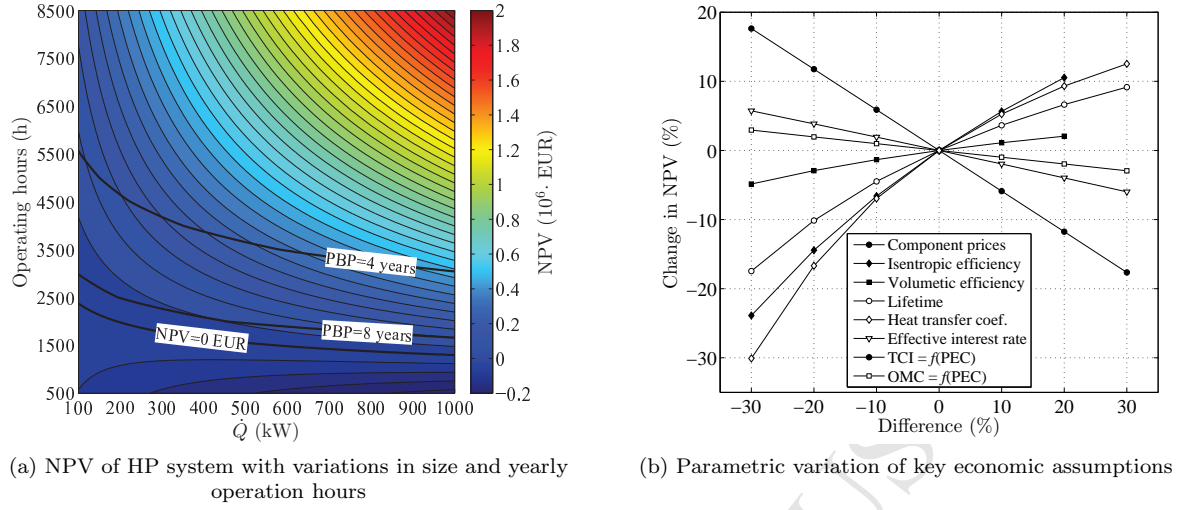 8500
7500
6500
5500
4500
3500
2500
1500
500
Operating hours (h)
PBP=4 years
PBP=8 years
NPV=0 EUR
100 200 300 400 500 600 700 800 900 1000
Q̇ (kW)
2
1.8
1.6
1.4
1.2
1
0.8
0.6
0.4
0.2
0
−0.2
NPV (10⁶· EUR)
(a) NPV of HP system with variations in size and yearly
operation hours
20
10
0
−10
−20
−30
Change in NPV (%)
Component prices
Isentropic efficiency
Volumetric efficiency
Lifetime
Heat transfer coef.
Effective interest rate
TCI = f(PEC)
OMC = f(PEC)
−30 −20 −10 0 10 20 30
Difference (%)
(b) Parametric variation of key economic assumptions